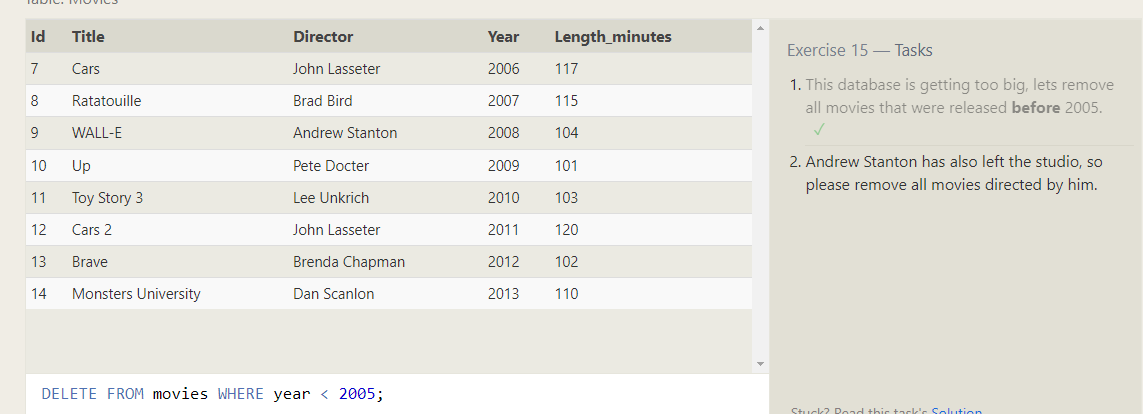 Table: Movies
Id Title Director Year Length_minutes
7 Cars John Lasseter 2006 117
8 Ratatouille Brad Bird 2007 115
9 WALL-E Andrew Stanton 2008 104
10 Up Pete Docter 2009 101
11 Toy Story 3 Lee Unkrich 2010 103
12 Cars 2 John Lasseter 2011 120
13 Brave Brenda Chapman 2012 102
14 Monsters University Dan Scanlon 2013 110
DELETE FROM movies WHERE year < 2005;
Exercise 15 — Tasks
1. This database is getting too big, lets remove
all movies that were released before 2005.
✓
2. Andrew Stanton has also left the studio, so
please remove all movies directed by him.
Stuck? Read this task's Solution